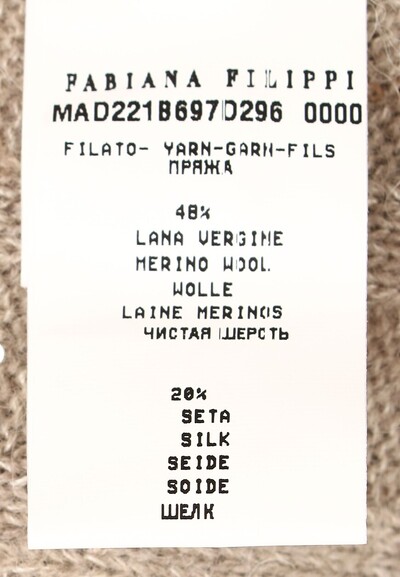 FABIANA FILIPPI
MAD221B697D296 0000
FILATO- YARN-GARN-FILS
ПРЯЖА
48%
LANA VERGINE
MERINO WOOL
WOLLE
LAINE MERINOS
ЧИСТАЯ ШЕРСТЬ
20%
SETA
SILK
SEIDE
SOIDE
ШЕЛК